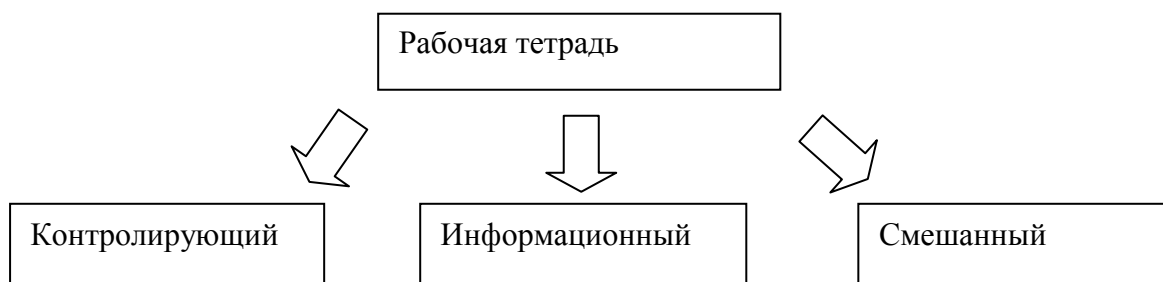 Рабочая тетрадь
Контролирующий
Информационный
Смешанный